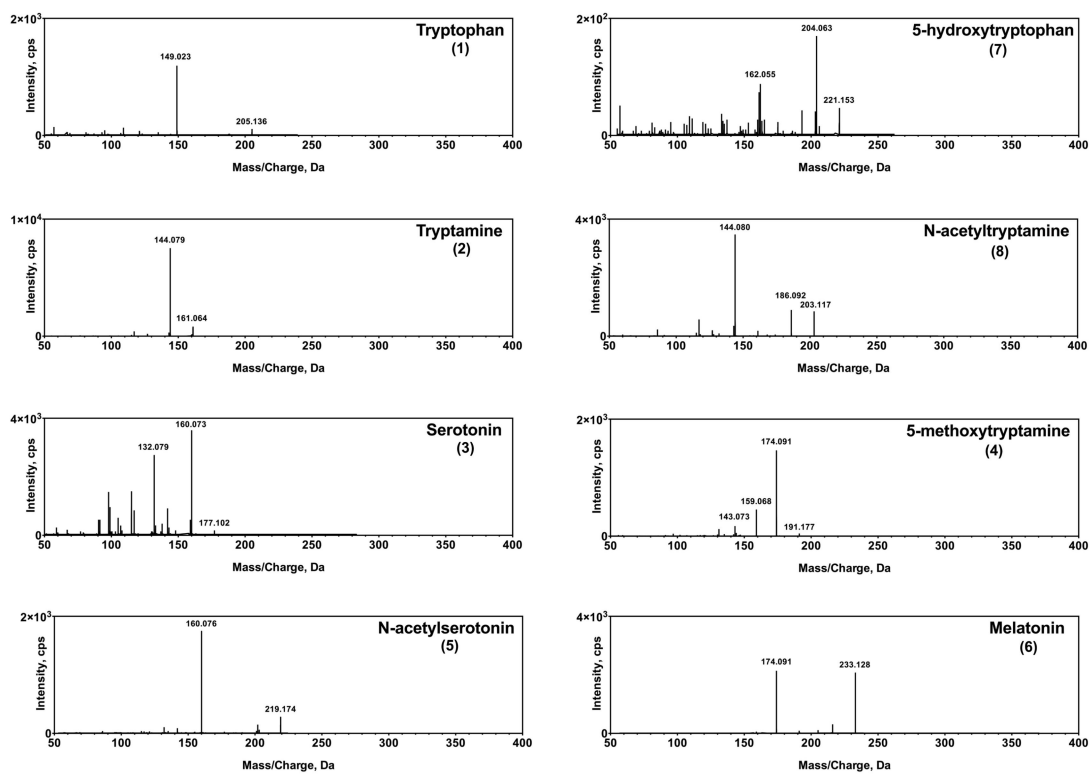 Tryptophan
(1)
2×10³
0
Intensity, cps
149.023
205.136
50 100 150 200 250 300 350 400
Mass/Charge, Da
5-hydroxytryptophan
(7)
2×10²
0
Intensity, cps
204.063
162.055
221.153
50 100 150 200 250 300 350 400
Mass/Charge, Da
Tryptamine
(2)
1×10⁴
0
Intensity, cps
144.079
161.064
50 100 150 200 250 300 350 400
Mass/Charge, Da
N-acetyltryptamine
(8)
4×10³
0
Intensity, cps
144.080
186.092
203.117
50 100 150 200 250 300 350 400
Mass/Charge, Da
Serotonin
(3)
4×10³
0
Intensity, cps
160.073
132.079
177.102
50 100 150 200 250 300 350 400
Mass/Charge, Da
5-methoxytryptamine
(4)
2×10³
0
Intensity, cps
174.091
159.068
143.073
191.177
50 100 150 200 250 300 350 400
Mass/Charge, Da
N-acetylserotonin
(5)
2×10³
0
Intensity, cps
160.076
219.174
50 100 150 200 250 300 350 400
Mass/Charge, Da
Melatonin
(6)
4×10³
0
Intensity, cps
174.091
233.128
50 100 150 200 250 300 350 400
Mass/Charge, Da